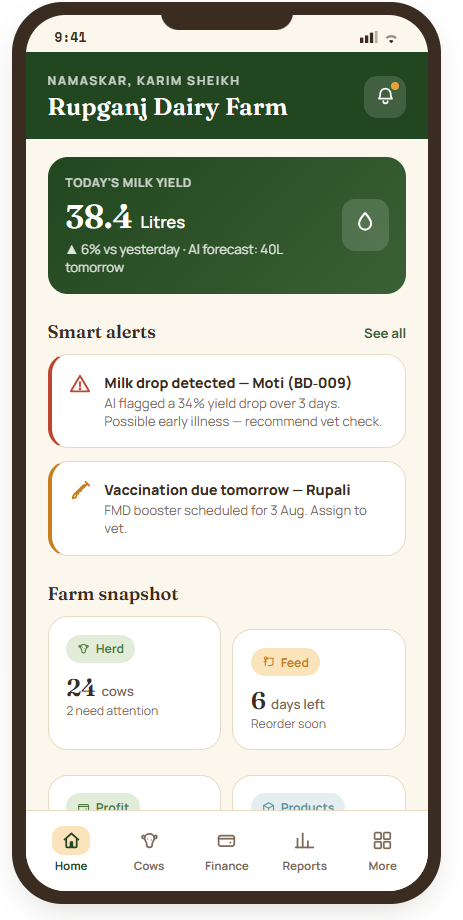 9:41
NAMASKAR, KARIM SHEIKH
Rupganj Dairy Farm
TODAY'S MILK YIELD
38.4 Litres
▲ 6% vs yesterday · AI forecast: 40L
tomorrow
Smart alerts
See all
Milk drop detected — Moti (BD-009)
AI flagged a 34% yield drop over 3 days.
Possible early illness — recommend vet check.
Vaccination due tomorrow — Rupali
FMD booster scheduled for 3 Aug. Assign to
vet.
Farm snapshot
Herd
24 cows
2 need attention
Feed
6 days left
Reorder soon
Profit
Products
Home
Cows
Finance
Reports
More